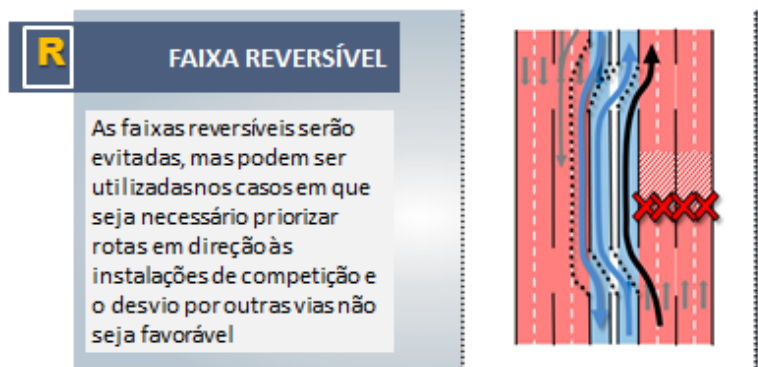 R
FAIXA REVERSÍVEL
As faixas reversíveis serão
evitadas, mas podem ser
utilizadas nos casos em que
seja necessário priorizar
rotas em direção às
instalações de competição e
o desvio por outras vias não
seja favorável